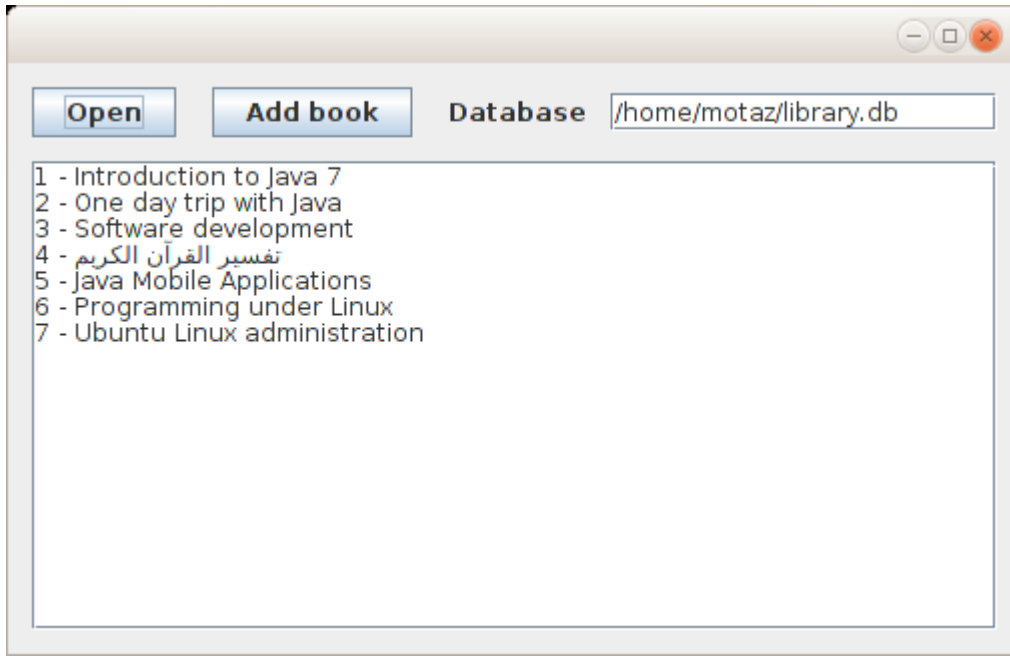 Open Add book Database /home/motaz/library.db
1 - Introduction to Java 7
2 - One day trip with Java
3 - Software development
4 - تفسير القرآن الكريم
5 - Java Mobile Applications
6 - Programming under Linux
7 - Ubuntu Linux administration